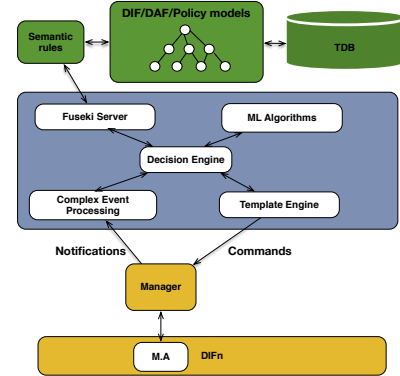 DIF/DAF/Policy models
Semantic
rules
TDB
Fuseki Server
ML Algorithms
Decision Engine
Complex Event
Processing
Template Engine
Notifications
Commands
Manager
M.A
DIFn